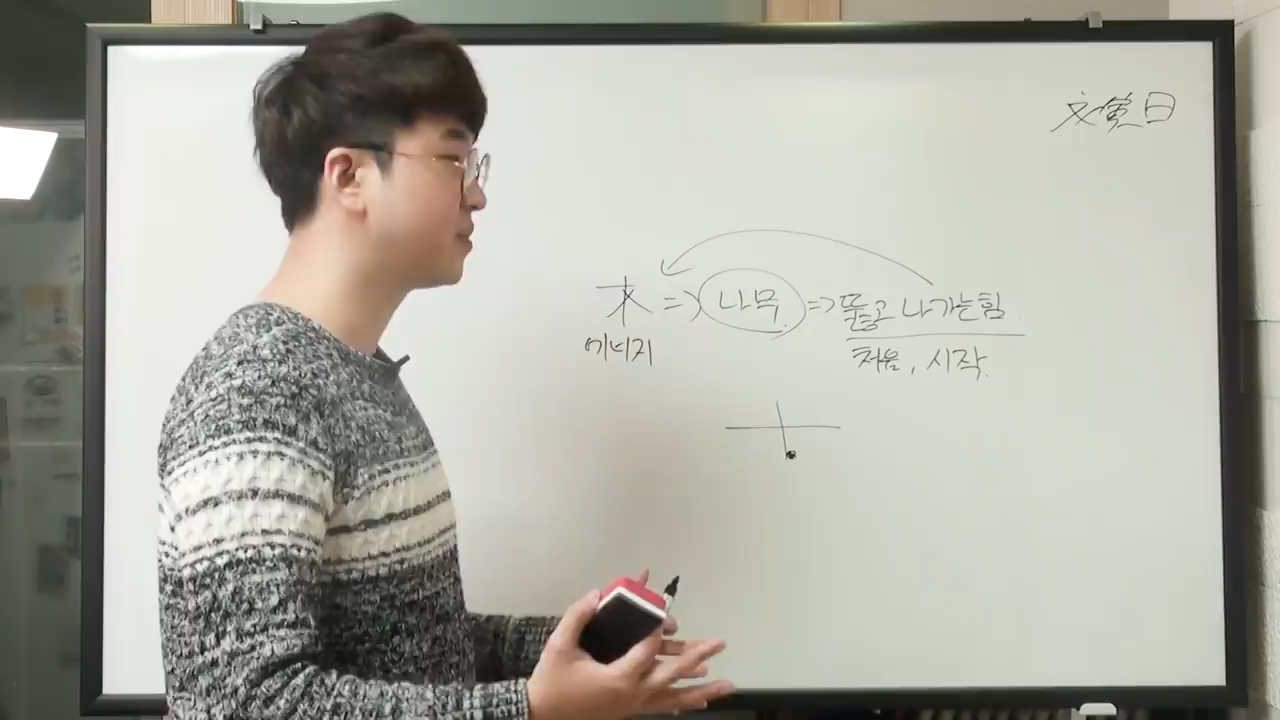 木 => 나무 => 뚫고 나가는 힘
에너지
처음, 시작.